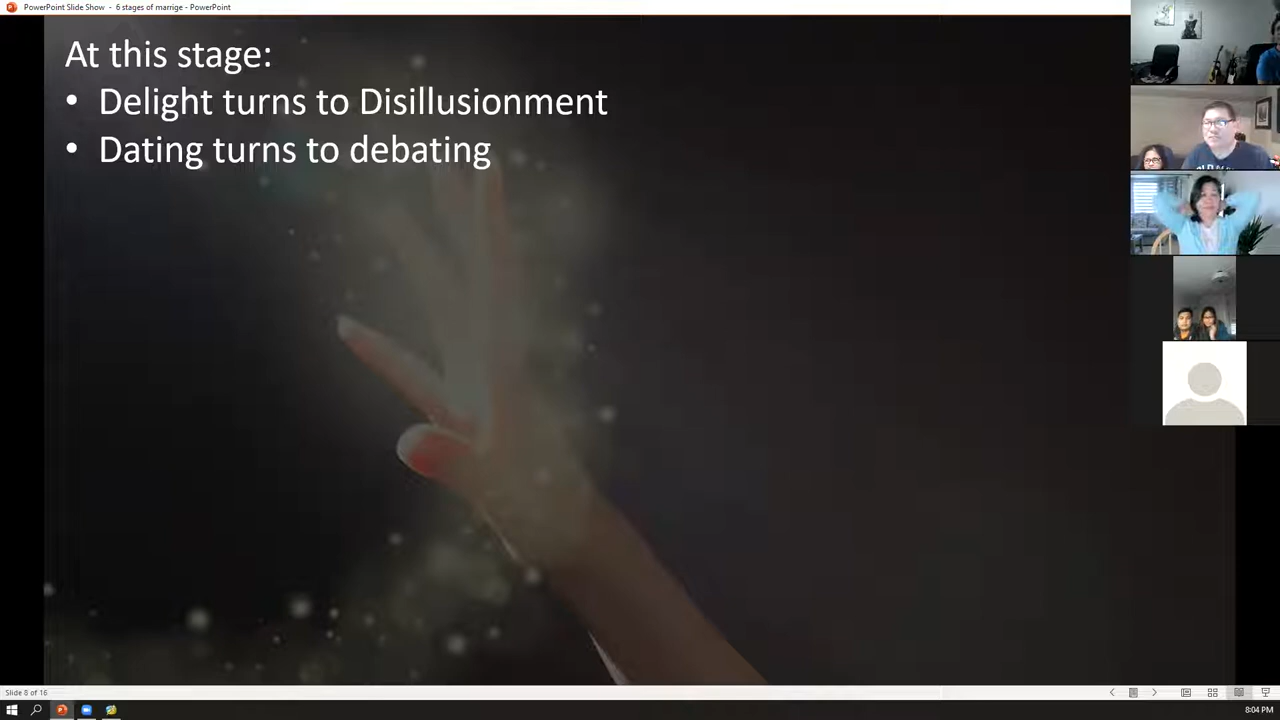 PowerPoint Slide Show - 6 stages of marrige - PowerPoint
At this stage:
• Delight turns to Disillusionment
• Dating turns to debating
Slide 8 of 16
8:04 PM